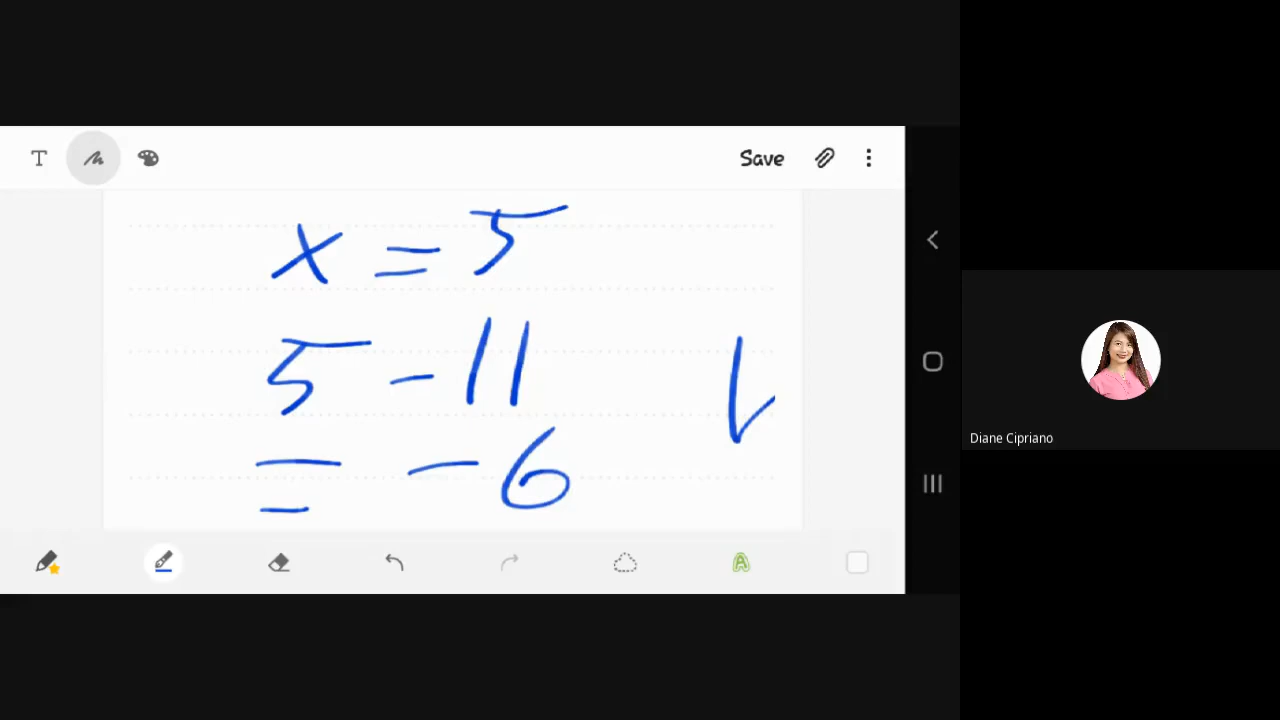 T Save
x = 5
5 - 11
= - 6
A
Diane Cipriano